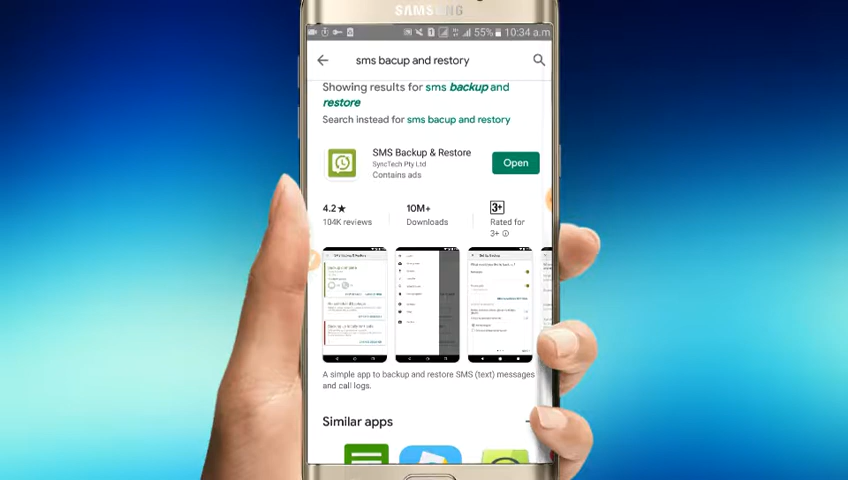 SAMSUNG
55% 10:34 a.m
sms bacup and restory
Showing results for sms backup and
restore
Search instead for sms bacup and restory
SMS Backup & Restore
SyncTech Pty Ltd
Contains ads
Open
4.2★
104K reviews
10M+
Downloads
3+
Rated for
3+
A simple app to backup and restore SMS (text) messages
and call logs.
Similar apps